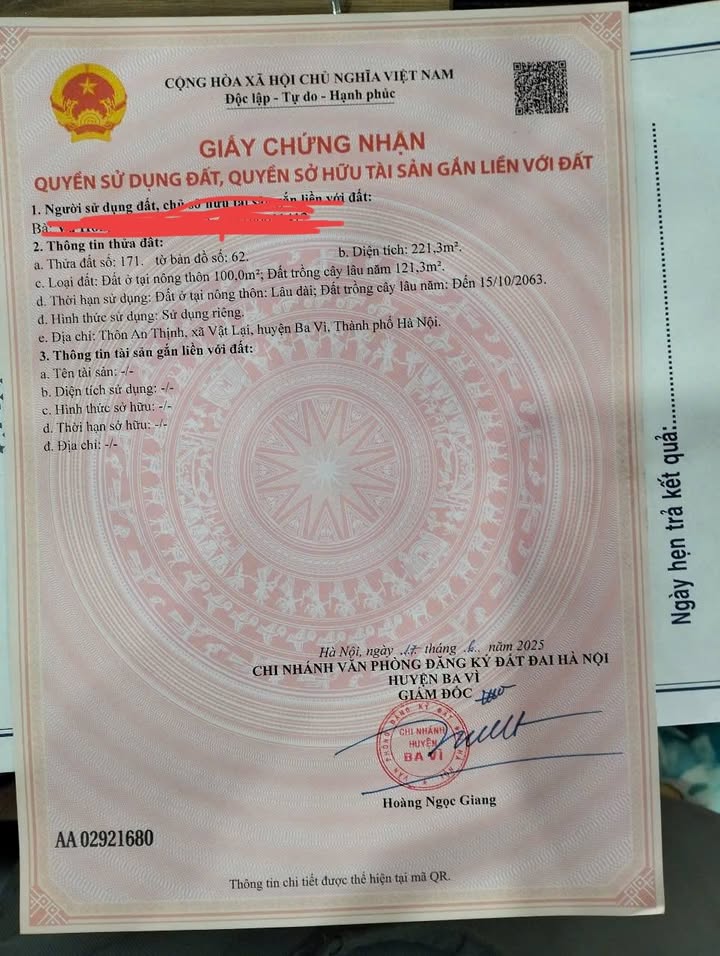 CỘNG HÒA XÃ HỘI CHỦ NGHĨA VIỆT NAM
Độc lập - Tự do - Hạnh phúc
GIẤY CHỨNG NHẬN
QUYỀN SỬ DỤNG ĐẤT, QUYỀN SỞ HỮU TÀI SẢN GẮN LIỀN VỚI ĐẤT
1. Người sử dụng đất, chủ sở hữu tài sản gắn liền với đất:
Bà:
2. Thông tin thửa đất:
a. Thửa đất số: 171. tờ bản đồ số: 62. b. Diện tích: 221,3m².
c. Loại đất: Đất ở tại nông thôn 100,0m²; Đất trồng cây lâu năm 121,3m².
d. Thời hạn sử dụng: Đất ở tại nông thôn: Lâu dài; Đất trồng cây lâu năm: Đến 15/10/2063.
đ. Hình thức sử dụng: Sử dụng riêng.
e. Địa chỉ: Thôn An Thịnh, xã Vật Lại, huyện Ba Vì, Thành phố Hà Nội.
3. Thông tin tài sản gắn liền với đất:
a. Tên tài sản: -/-
b. Diện tích sử dụng: -/-
c. Hình thức sở hữu: -/-
d. Thời hạn sở hữu: -/-
đ. Địa chỉ: -/-
Hà Nội, ngày 17 tháng 6 năm 2025
CHI NHÁNH VĂN PHÒNG ĐĂNG KÝ ĐẤT ĐAI HÀ NỘI
HUYỆN BA VÌ
GIÁM ĐỐC
CHI NHÁNH
HUYỆN
BA VÌ
Hoàng Ngọc Giang
AA 02921680
Thông tin chi tiết được thể hiện tại mã QR.
Ngày hẹn trả kết quả: